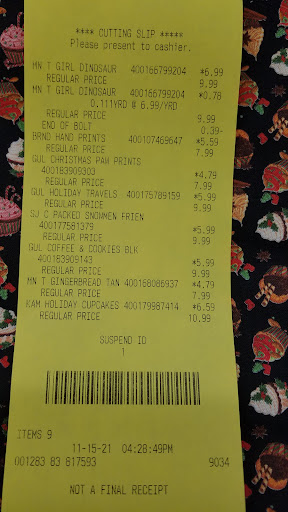 **** CUTTING SLIP *****
Please present to cashier.
MN T GIRL DINOSAUR 400166799204 *6.99
REGULAR PRICE 9.99
MN T GIRL DINOSAUR 400166799204 *0.78
0.111YRD @ 6.99/YRD
REGULAR PRICE 9.99
END OF BOLT 0.39-
BRND HAND PRINTS 400107469647 *5.59
REGULAR PRICE 7.99
GUL CHRISTMAS PAW PRINTS
400183905303 *4.79
REGULAR PRICE 7.99
GUL HOLIDAY TRAVELS 400175789159 *5.99
REGULAR PRICE 9.99
SJ C PACKED SNOWMEN FRIEN
400177581379 *5.99
REGULAR PRICE 9.99
GUL COFFEE & COOKIES BLK
400183909143 *5.99
REGULAR PRICE 9.99
MN T GINGERBREAD TAN 400168086937 *4.79
REGULAR PRICE 7.99
KAM HOLIDAY CUPCAKES 400179987414 *6.59
REGULAR PRICE 10.99
SUSPEND ID
1
ITEMS 9
11-15-21 04:28:49PM
001283 83 617593 9034
NOT A FINAL RECEIPT